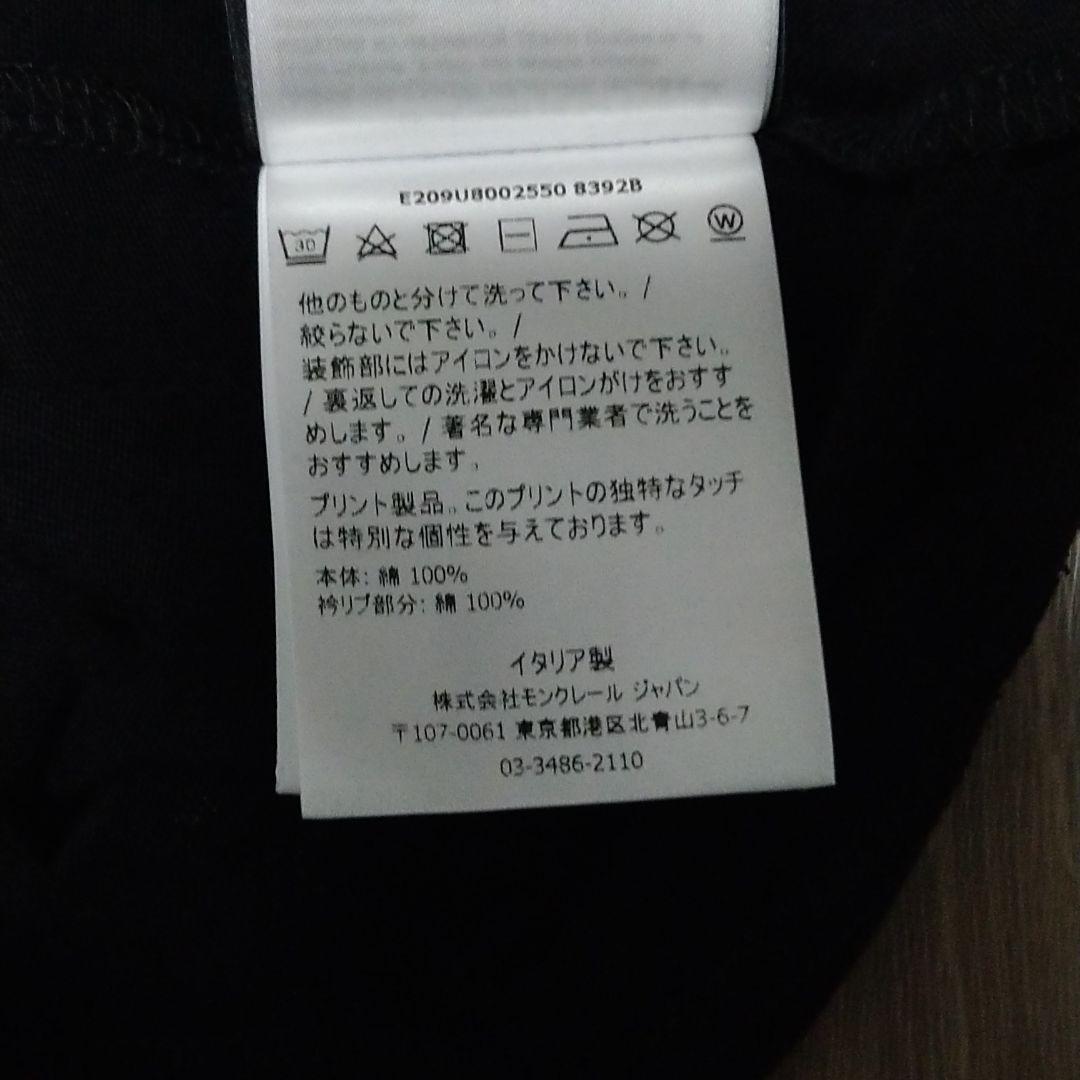 E209U8002550 8392B
30
W
他のものと分けて洗って下さい。/
絞らないで下さい。/
装飾部にはアイロンをかけないで下さい。
/ 裏返しての洗濯とアイロンがけをおすす
めします。/ 著名な専門業者で洗うことを
おすすめします。
プリント製品。このプリントの独特なタッチ
は特別な個性を与えております。
本体: 綿 100%
衿リブ部分: 綿 100%
イタリア製
株式会社モンクレール ジャパン
〒107-0061 東京都港区北青山3-6-7
03-3486-2110